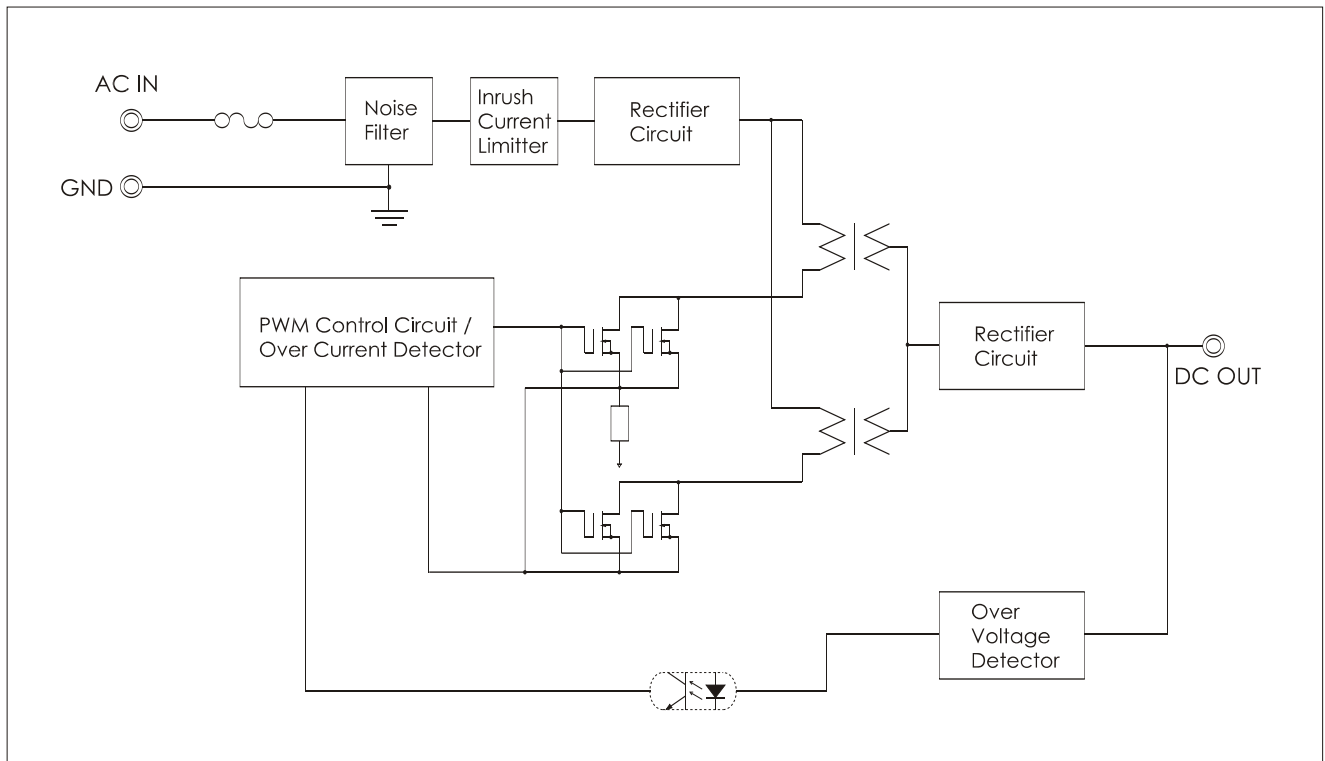 AC IN
Noise
Filter
Inrush
Current
Limitter
Rectifier
Circuit
GND
PWM Control Circuit /
Over Current Detector
Rectifier
Circuit
DC OUT
Over
Voltage
Detector